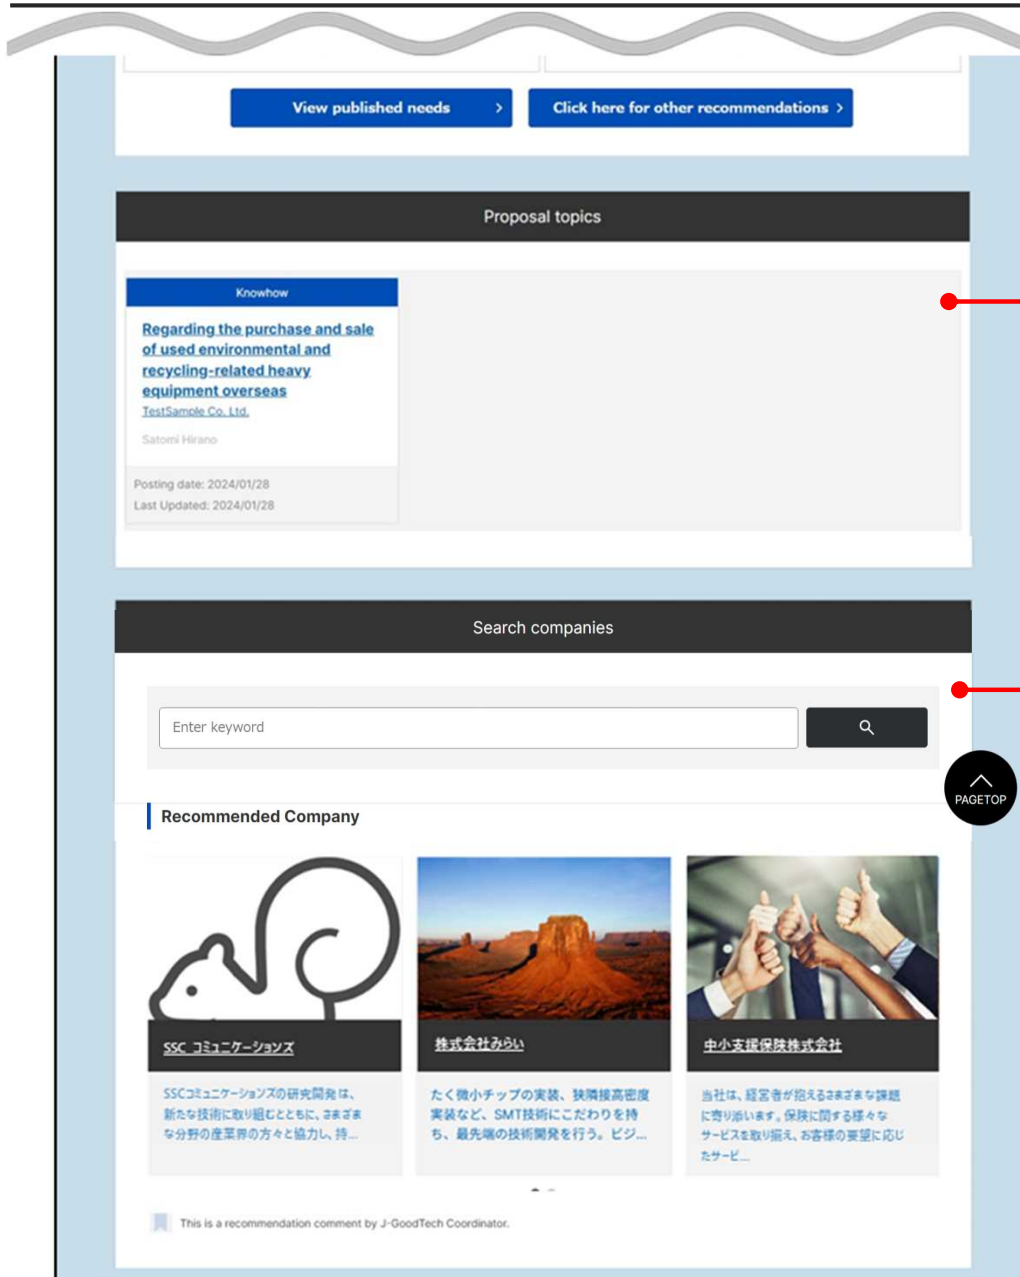 View published needs
Click here for other recommendations
Proposal topics
Knowhow
Regarding the purchase and sale
of used environmental and
recycling-related heavy
equipment overseas
TestSample Co. Ltd.
Satomi Hirano
Posting date: 2024/01/28
Last Updated: 2024/01/28
Search companies
Enter keyword
PAGETOP
Recommended Company
SSC コミュニケーションズ
SSCコミュニケーションズの研究開発は、
新たな技術に取り組むとともに、さまざま
な分野の産業界の方々と協力し、持...
株式会社みらい
たく微小チップの実装、狭隣接高密度
実装など、SMT技術にこだわりを持
ち、最先端の技術開発を行う。ビジ...
中小支援保険株式会社
当社は、経営者が抱えるさまざまな課題
に寄り添います。保険に関する様々な
サービスを取り揃え、お客様の要望に応じ
たサービ...
This is a recommendation comment by J-GoodTech Coordinator.